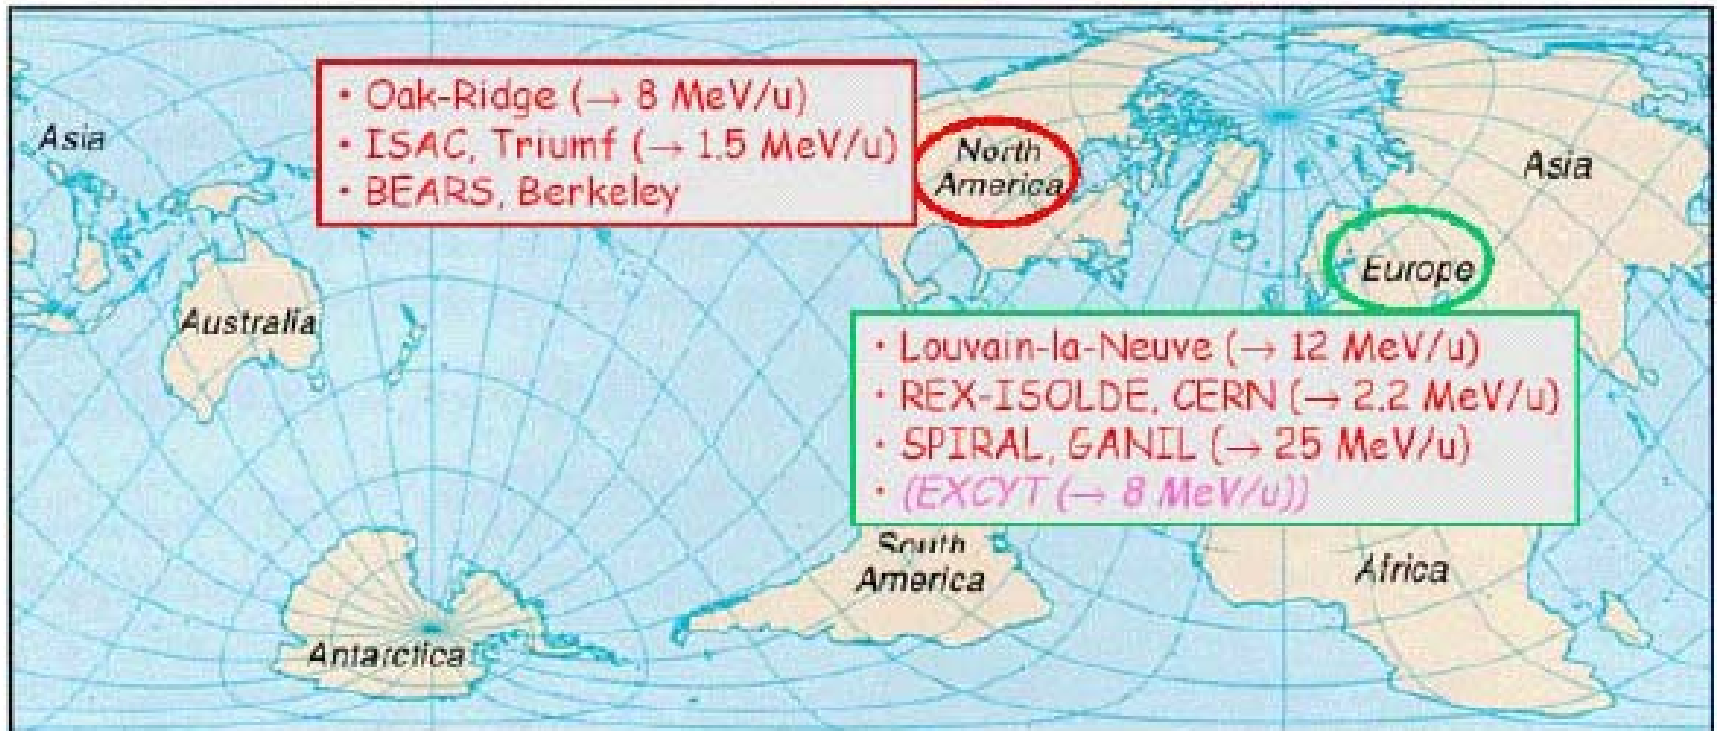 • Oak-Ridge (→ 8 MeV/u)
• ISAC, Triumf (→ 1.5 MeV/u)
• BEARS, Berkeley
Asia
North
America
Asia
Europe
Australia
• Louvain-la-Neuve (→ 12 MeV/u)
• REX-ISOLDE, CERN (→ 2.2 MeV/u)
• SPIRAL, GANIL (→ 25 MeV/u)
• (EXCYT (→ 8 MeV/u))
South
America
Africa
Antarctica